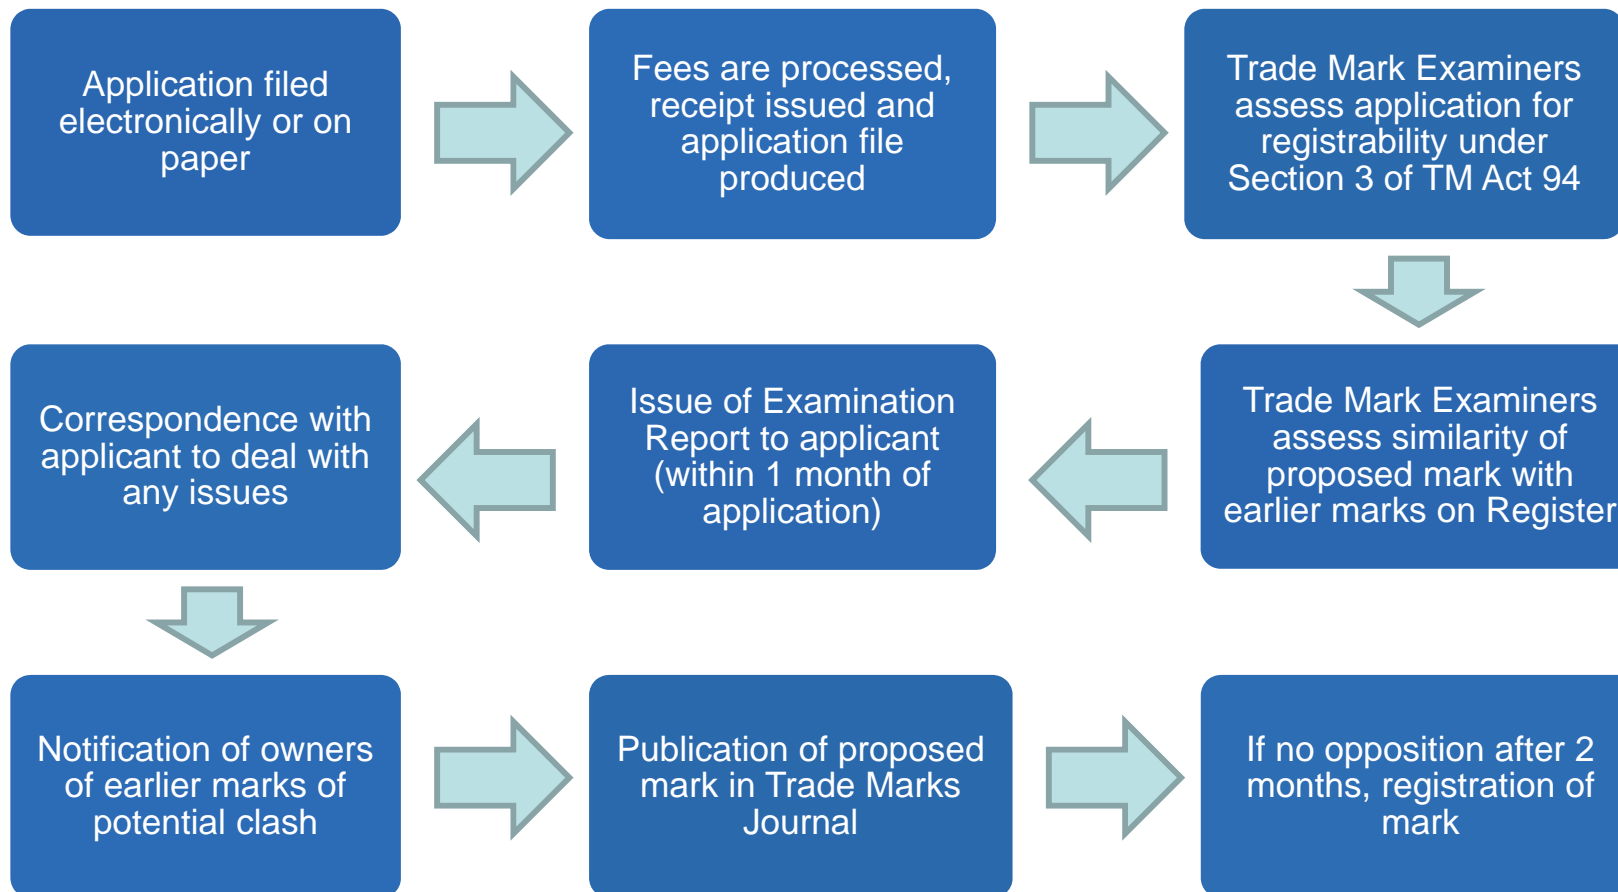 Application filed
electronically or on
paper
Fees are processed,
receipt issued and
application file
produced
Trade Mark Examiners
assess application for
registrability under
Section 3 of TM Act 94
Trade Mark Examiners
assess similarity of
proposed mark with
earlier marks on Register
Issue of Examination
Report to applicant
(within 1 month of
application)
Correspondence with
applicant to deal with
any issues
Notification of owners
of earlier marks of
potential clash
Publication of proposed
mark in Trade Marks
Journal
If no opposition after 2
months, registration of
mark